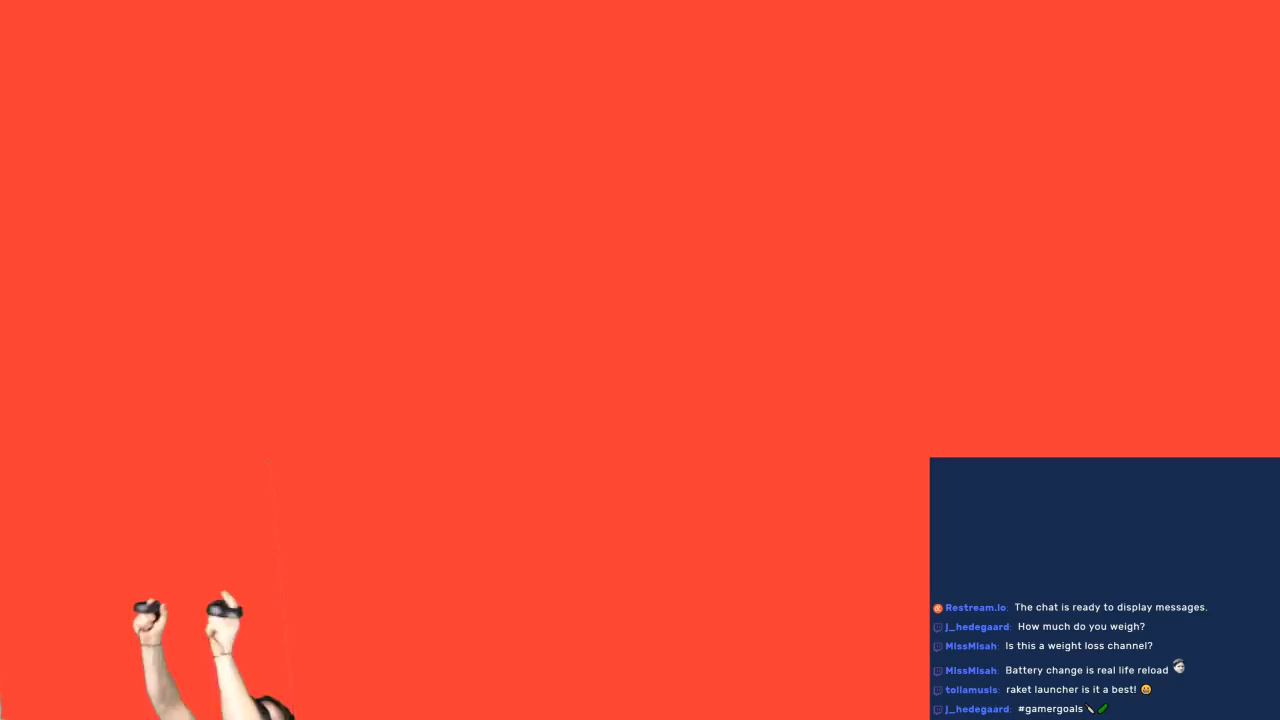 Restream.io: The chat is ready to display messages.
J_hedegaard: How much do you weigh?
MissMisah: Is this a weight loss channel?
MissMisah: Battery change is real life reload
tollamusls: raket launcher is it a best!
J_hedegaard: #gamergoals